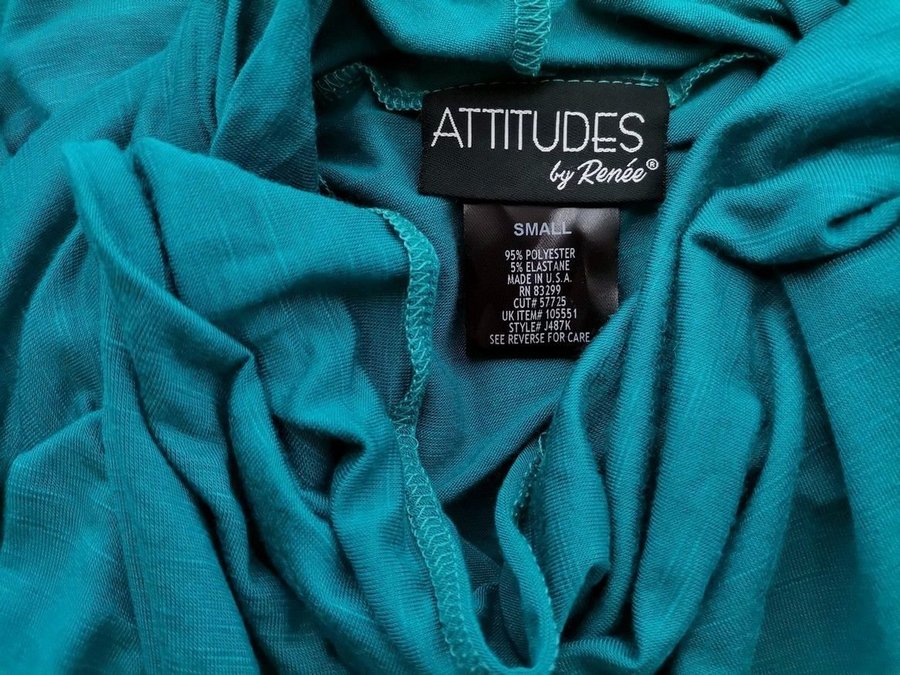 ATTITUDES
by Renée®
SMALL
95% POLYESTER
5% ELASTANE
MADE IN U.S.A.
RN 83299
CUT# 57725
UK ITEM# 105551
STYLE# J487K
SEE REVERSE FOR CARE